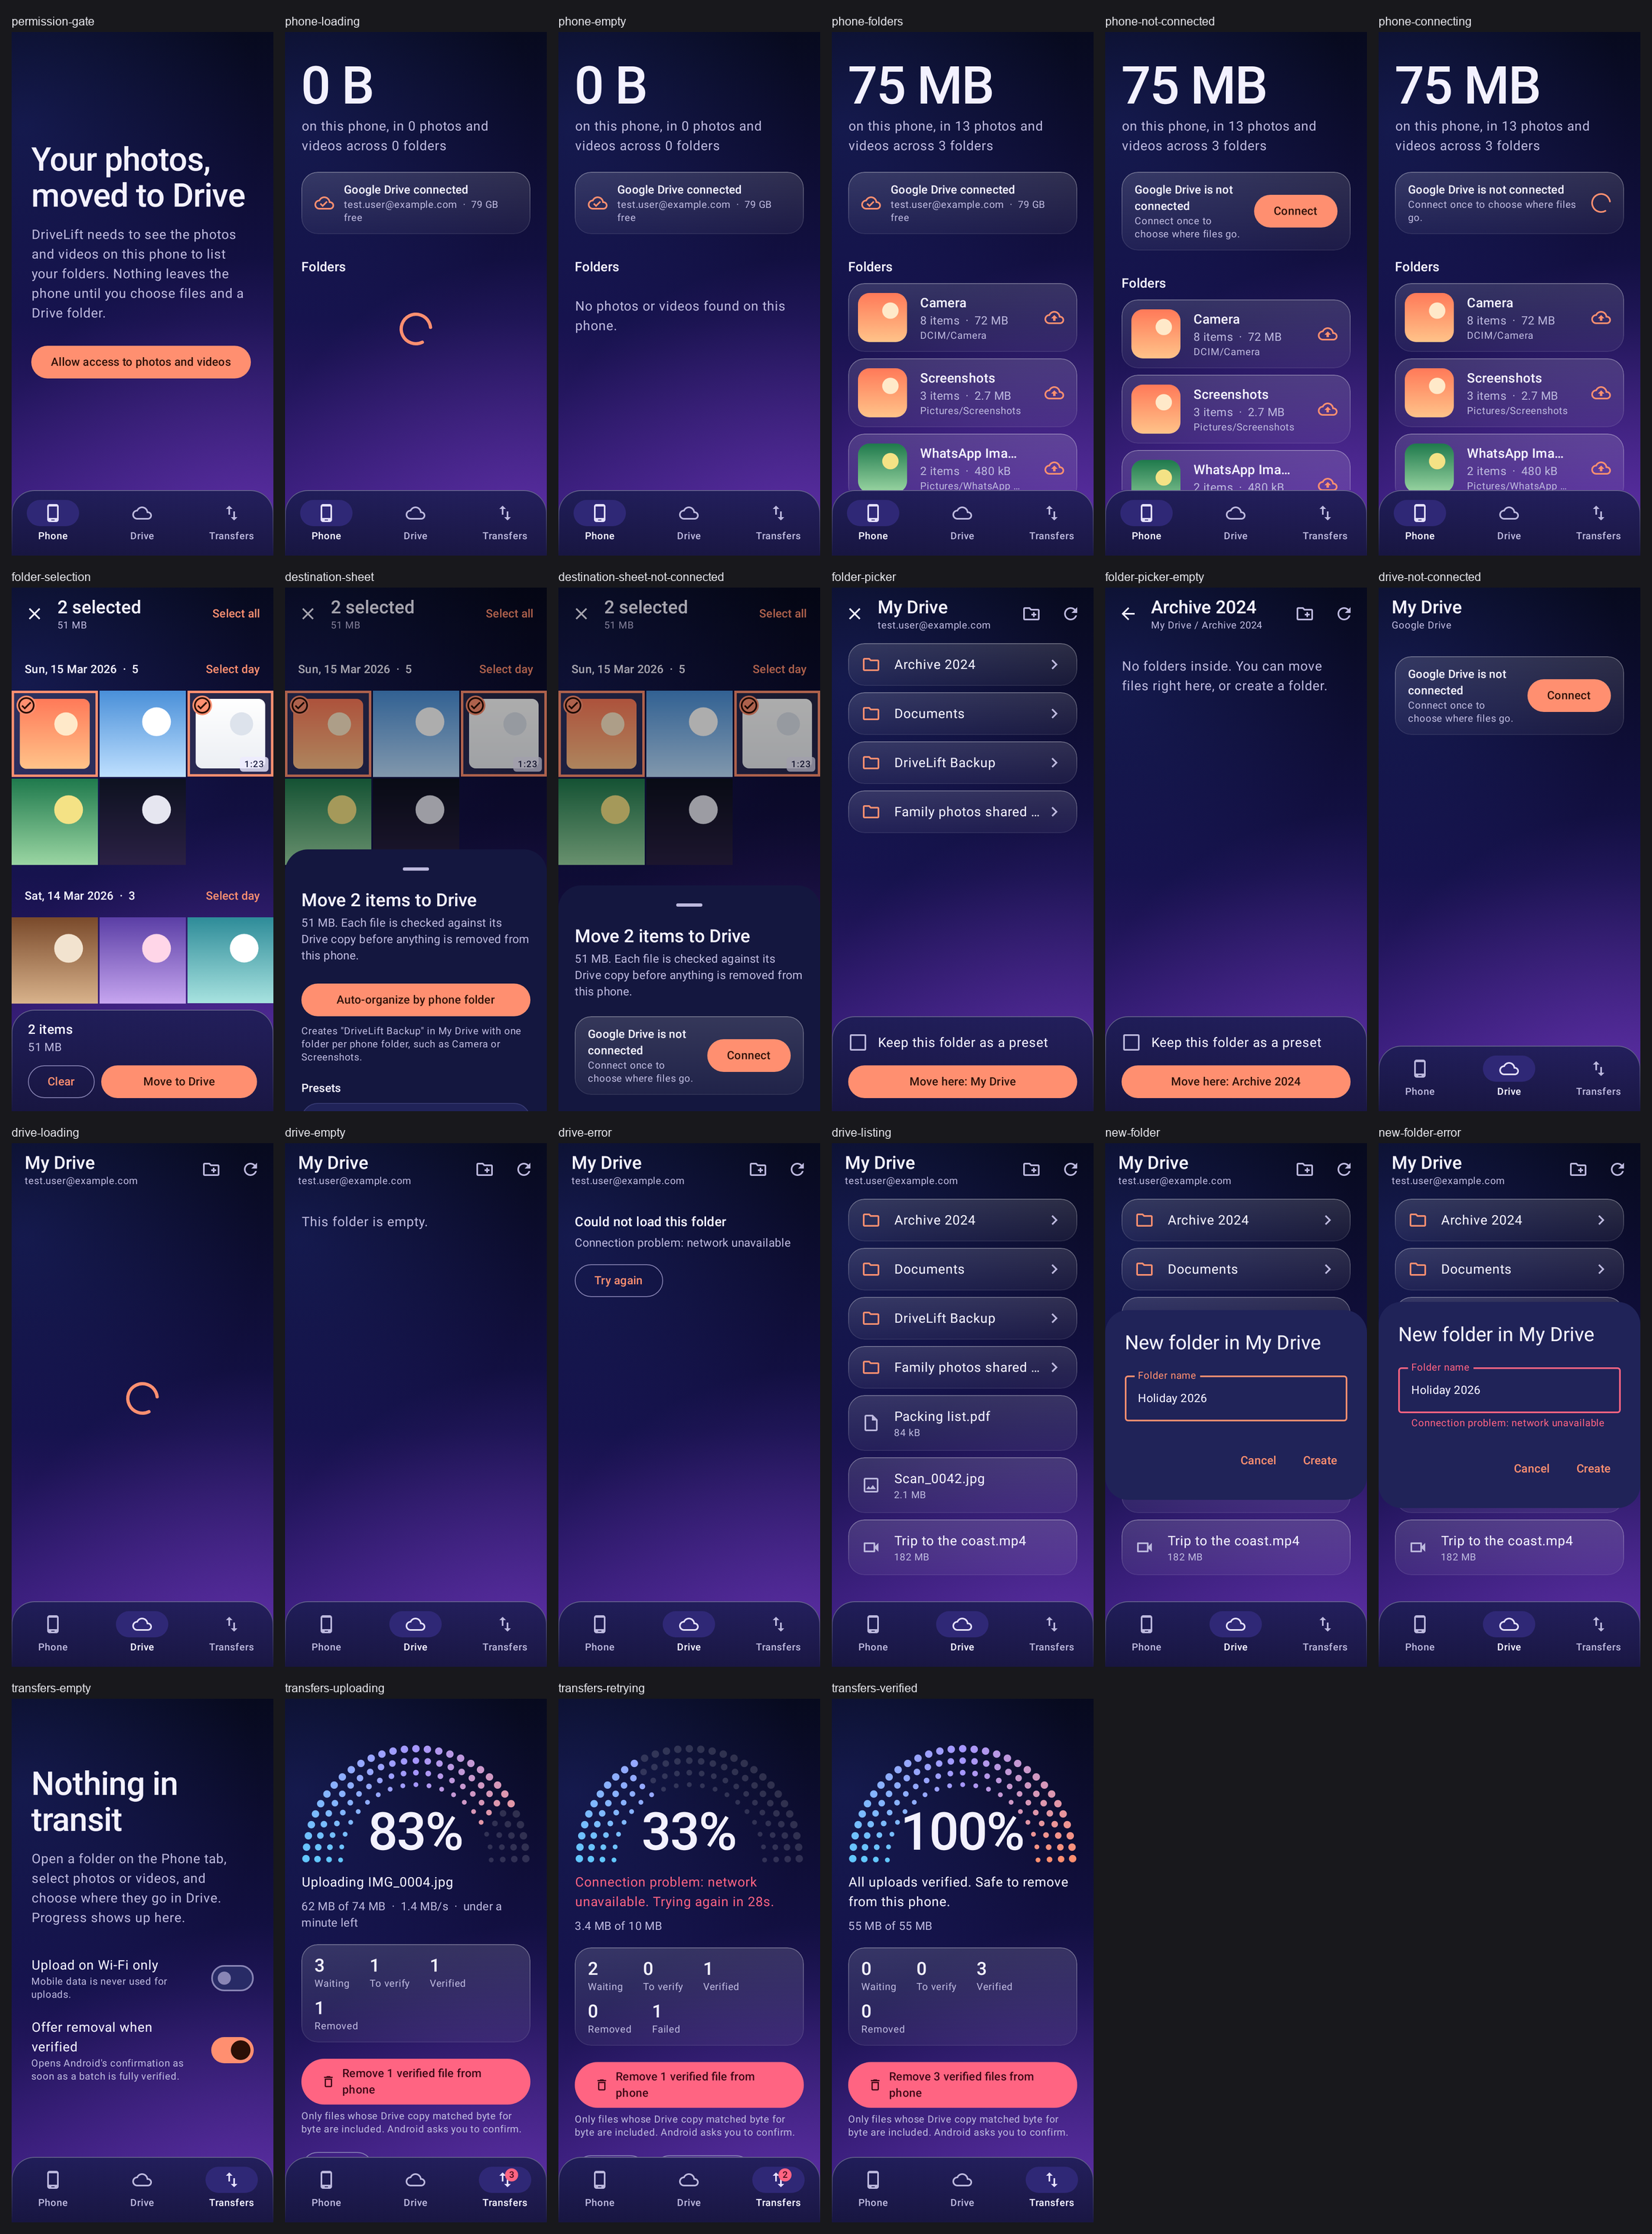 permission-gate
Your photos,
moved to Drive
DriveLift needs to see the photos
and videos on this phone to list
your folders. Nothing leaves the
phone until you choose files and a
Drive folder.
Allow access to photos and videos
Phone
Drive
Transfers
phone-loading
0 B
on this phone, in 0 photos and
videos across 0 folders
Google Drive connected
test.user@example.com · 79 GB
free
Folders
Phone
Drive
Transfers
phone-empty
0 B
on this phone, in 0 photos and
videos across 0 folders
Google Drive connected
test.user@example.com · 79 GB
free
Folders
No photos or videos found on this
phone.
Phone
Drive
Transfers
phone-folders
75 MB
on this phone, in 13 photos and
videos across 3 folders
Google Drive connected
test.user@example.com · 79 GB
free
Folders
Camera
8 items · 72 MB
DCIM/Camera
Screenshots
3 items · 2.7 MB
Pictures/Screenshots
WhatsApp Ima...
2 items · 480 kB
Pictures/WhatsApp ...
Phone
Drive
Transfers
phone-not-connected
75 MB
on this phone, in 13 photos and
videos across 3 folders
Google Drive is not
connected
Connect once to
choose where files go.
Connect
Folders
Camera
8 items · 72 MB
DCIM/Camera
Screenshots
3 items · 2.7 MB
Pictures/Screenshots
WhatsApp Ima...
2 items · 480 kB
Phone
Drive
Transfers
phone-connecting
75 MB
on this phone, in 13 photos and
videos across 3 folders
Google Drive is not connected
Connect once to choose where files
go.
Folders
Camera
8 items · 72 MB
DCIM/Camera
Screenshots
3 items · 2.7 MB
Pictures/Screenshots
WhatsApp Ima...
2 items · 480 kB
Pictures/WhatsApp ...
Phone
Drive
Transfers
folder-selection
2 selected
51 MB
Select all
Sun, 15 Mar 2026 · 5
Select day
1:23
Sat, 14 Mar 2026 · 3
Select day
2 items
51 MB
Clear
Move to Drive
destination-sheet
2 selected
51 MB
Select all
Sun, 15 Mar 2026 · 5
Select day
1:23
Move 2 items to Drive
51 MB. Each file is checked against its
Drive copy before anything is removed from
this phone.
Auto-organize by phone folder
Creates "DriveLift Backup" in My Drive with one
folder per phone folder, such as Camera or
Screenshots.
Presets
destination-sheet-not-connected
2 selected
51 MB
Select all
Sun, 15 Mar 2026 · 5
Select day
1:23
Move 2 items to Drive
51 MB. Each file is checked against its
Drive copy before anything is removed from
this phone.
Google Drive is not
connected
Connect once to
choose where files go.
Connect
folder-picker
My Drive
test.user@example.com
Archive 2024
Documents
DriveLift Backup
Family photos shared ...
Keep this folder as a preset
Move here: My Drive
folder-picker-empty
Archive 2024
My Drive / Archive 2024
No folders inside. You can move
files right here, or create a folder.
Keep this folder as a preset
Move here: Archive 2024
drive-not-connected
My Drive
Google Drive
Google Drive is not
connected
Connect once to
choose where files go.
Connect
Phone
Drive
Transfers
drive-loading
My Drive
test.user@example.com
Phone
Drive
Transfers
drive-empty
My Drive
test.user@example.com
This folder is empty.
Phone
Drive
Transfers
drive-error
My Drive
test.user@example.com
Could not load this folder
Connection problem: network unavailable
Try again
Phone
Drive
Transfers
drive-listing
My Drive
test.user@example.com
Archive 2024
Documents
DriveLift Backup
Family photos shared ...
Packing list.pdf
84 kB
Scan_0042.jpg
2.1 MB
Trip to the coast.mp4
182 MB
Phone
Drive
Transfers
new-folder
My Drive
test.user@example.com
Archive 2024
Documents
New folder in My Drive
Folder name
Holiday 2026
Cancel
Create
Trip to the coast.mp4
182 MB
Phone
Drive
Transfers
new-folder-error
My Drive
test.user@example.com
Archive 2024
Documents
New folder in My Drive
Folder name
Holiday 2026
Connection problem: network unavailable
Cancel
Create
Trip to the coast.mp4
182 MB
Phone
Drive
Transfers
transfers-empty
Nothing in
transit
Open a folder on the Phone tab,
select photos or videos, and
choose where they go in Drive.
Progress shows up here.
Upload on Wi-Fi only
Mobile data is never used for
uploads.
Offer removal when
verified
Opens Android's confirmation as
soon as a batch is fully verified.
Phone
Drive
Transfers
transfers-uploading
83%
Uploading IMG_0004.jpg
62 MB of 74 MB · 1.4 MB/s · under a
minute left
3
Waiting
1
To verify
1
Verified
1
Removed
Remove 1 verified file from
phone
Only files whose Drive copy matched byte for
byte are included. Android asks you to confirm.
Phone
Drive
3
Transfers
transfers-retrying
33%
Connection problem: network
unavailable. Trying again in 28s.
3.4 MB of 10 MB
2
Waiting
0
To verify
1
Verified
0
Removed
1
Failed
Remove 1 verified file from
phone
Only files whose Drive copy matched byte for
byte are included. Android asks you to confirm.
Phone
Drive
2
Transfers
transfers-verified
100%
All uploads verified. Safe to remove
from this phone.
55 MB of 55 MB
0
Waiting
0
To verify
3
Verified
0
Removed
Remove 3 verified files from
phone
Only files whose Drive copy matched byte for
byte are included. Android asks you to confirm.
Phone
Drive
Transfers